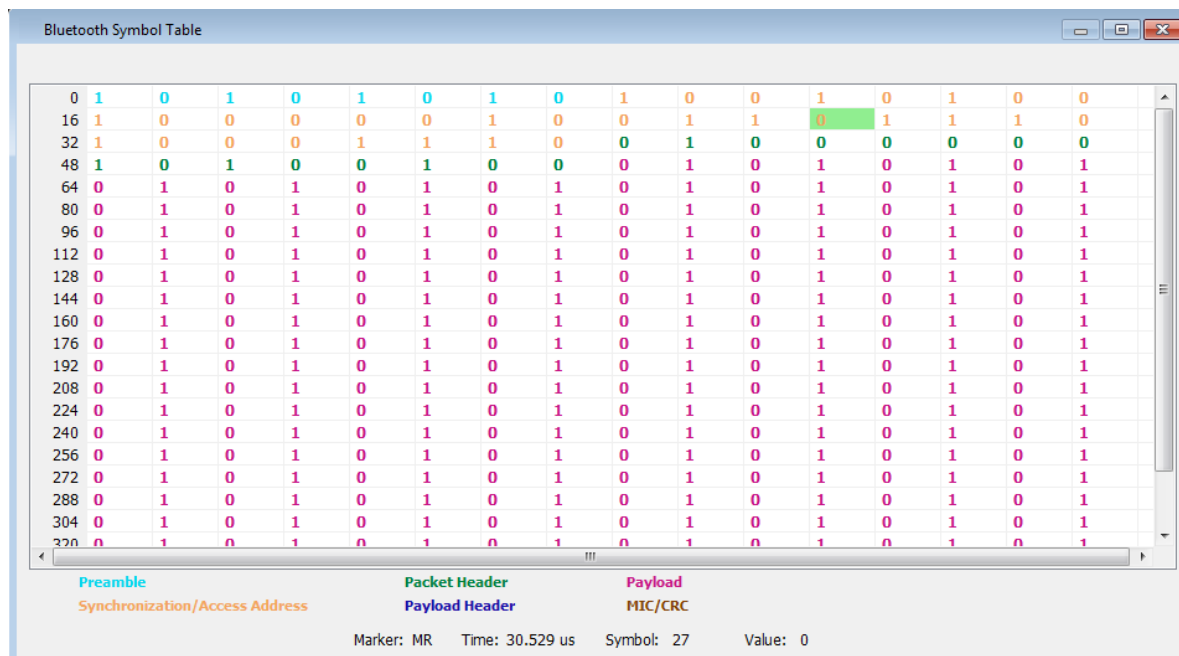 Bluetooth Symbol Table
0 1 0 1 0 1 0 1 0 1 0 0 1 0 1 0 0
16 1 0 0 0 0 0 1 0 0 1 1 0 1 1 1 0
32 1 0 0 0 1 1 1 0 0 1 0 0 0 0 0 0
48 1 0 1 0 0 1 0 0 0 1 0 1 0 1 0 1
64 0 1 0 1 0 1 0 1 0 1 0 1 0 1 0 1
80 0 1 0 1 0 1 0 1 0 1 0 1 0 1 0 1
96 0 1 0 1 0 1 0 1 0 1 0 1 0 1 0 1
112 0 1 0 1 0 1 0 1 0 1 0 1 0 1 0 1
128 0 1 0 1 0 1 0 1 0 1 0 1 0 1 0 1
144 0 1 0 1 0 1 0 1 0 1 0 1 0 1 0 1
160 0 1 0 1 0 1 0 1 0 1 0 1 0 1 0 1
176 0 1 0 1 0 1 0 1 0 1 0 1 0 1 0 1
192 0 1 0 1 0 1 0 1 0 1 0 1 0 1 0 1
208 0 1 0 1 0 1 0 1 0 1 0 1 0 1 0 1
224 0 1 0 1 0 1 0 1 0 1 0 1 0 1 0 1
240 0 1 0 1 0 1 0 1 0 1 0 1 0 1 0 1
256 0 1 0 1 0 1 0 1 0 1 0 1 0 1 0 1
272 0 1 0 1 0 1 0 1 0 1 0 1 0 1 0 1
288 0 1 0 1 0 1 0 1 0 1 0 1 0 1 0 1
304 0 1 0 1 0 1 0 1 0 1 0 1 0 1 0 1
320 0 1 0 1 0 1 0 1 0 1 0 1 0 1 0 1
Preamble Packet Header Payload
Synchronization/Access Address Payload Header MIC/CRC
Marker: MR Time: 30.529 us Symbol: 27 Value: 0